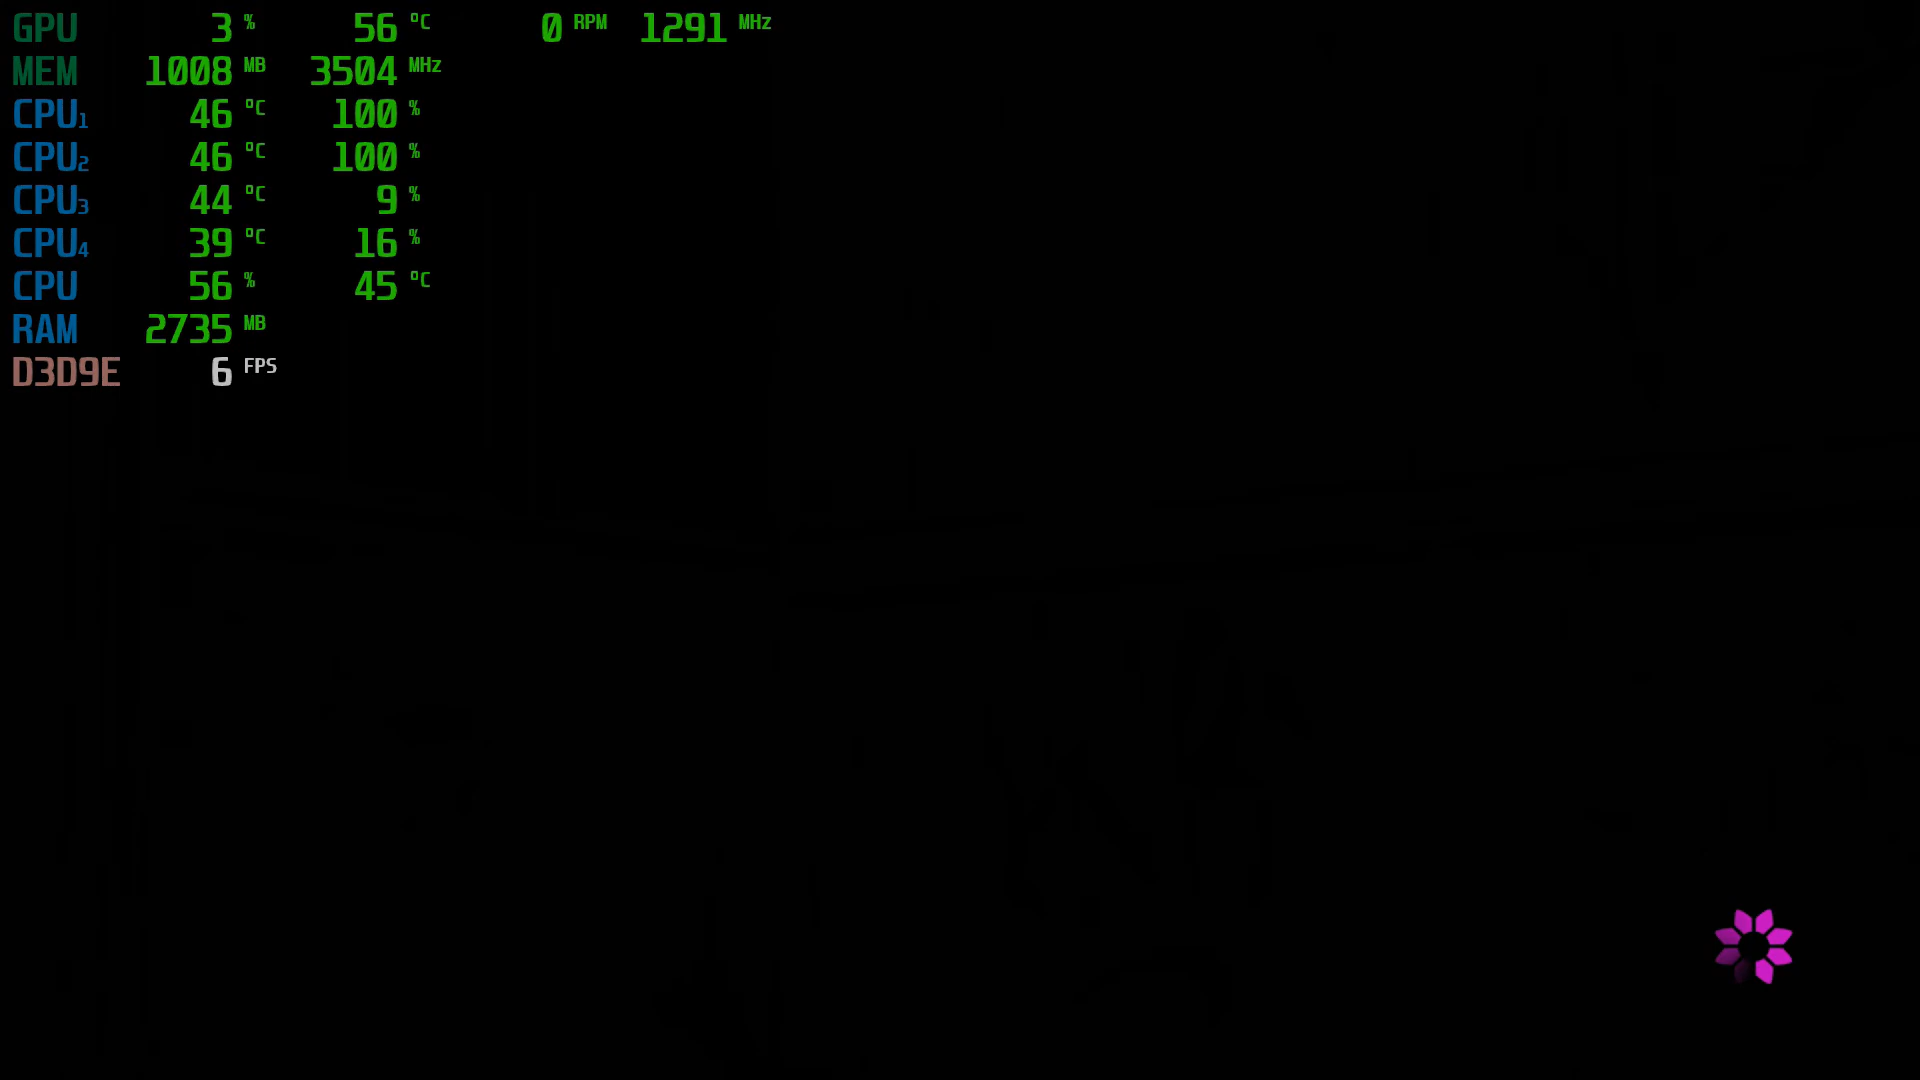 GPU 3 % 56 °C 0 RPM 1291 MHz
MEM 1008 MB 3504 MHz
CPU1 46 °C 100 %
CPU2 46 °C 100 %
CPU3 44 °C 9 %
CPU4 39 °C 16 %
CPU 56 % 45 °C
RAM 2735 MB
D3D9E 6 FPS